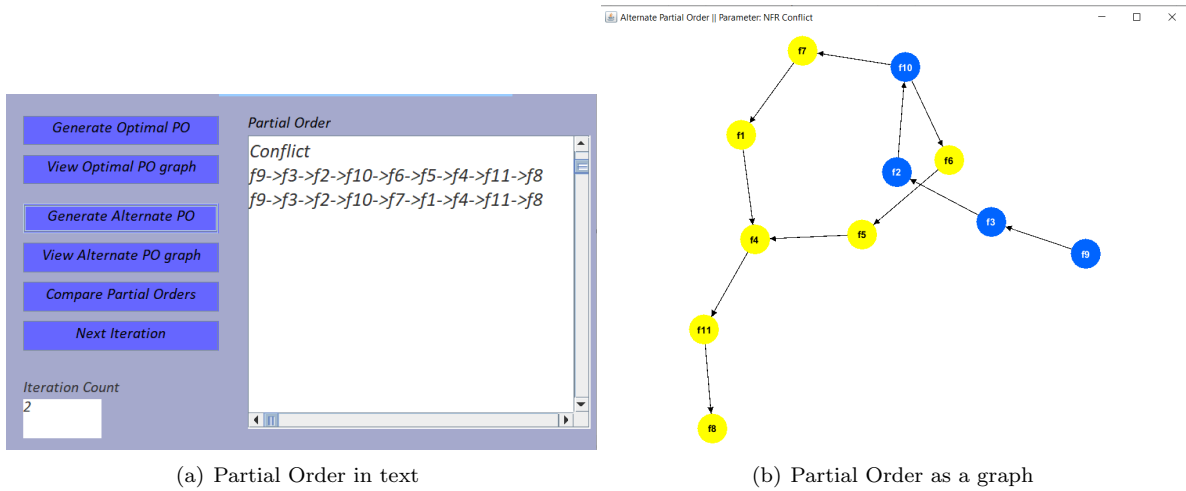 Generate Optimal PO
View Optimal PO graph
Generate Alternate PO
View Alternate PO graph
Compare Partial Orders
Next Iteration
Iteration Count
2
Partial Order
Conflict
f9->f3->f2->f10->f6->f5->f4->f11->f8
f9->f3->f2->f10->f7->f1->f4->f11->f8
(a) Partial Order in text
Alternate Partial Order || Parameter: NFR Conflict
f7
f10
f1
f6
f2
f3
f5
f4
f9
f11
f8
(b) Partial Order as a graph